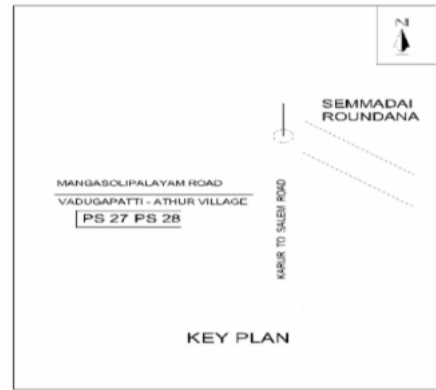 N
SEMMADAI
ROUNDANA
MANGASOLIPALAYAM ROAD
VADUGAPATTI - ATHUR VILLAGE
PS 27 PS 28
KARUR TO SALEM ROAD
KEY PLAN